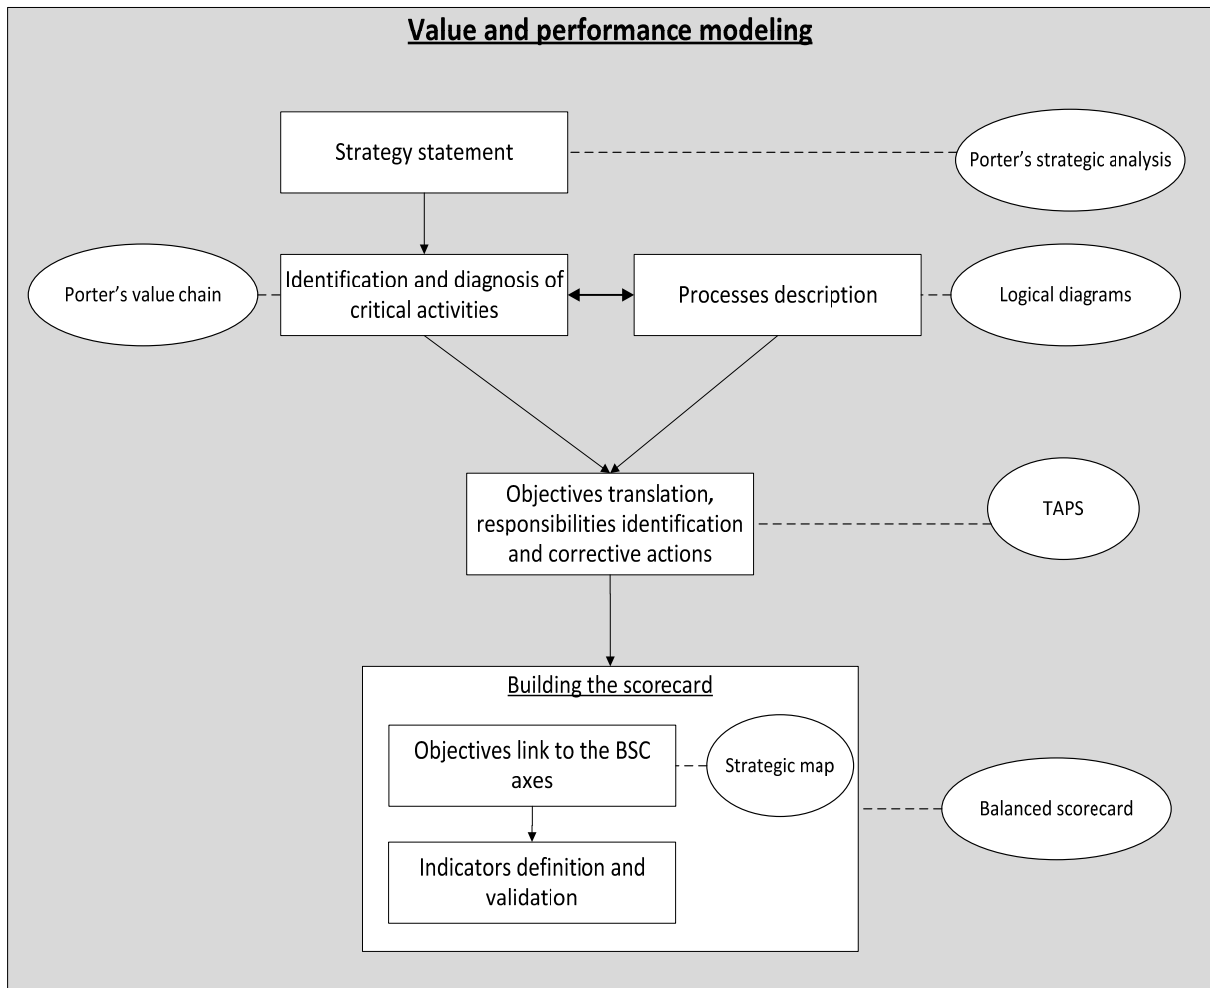 Value and performance modeling
Strategy statement
Porter's strategic analysis
Porter's value chain
Identification and diagnosis of
critical activities
Processes description
Logical diagrams
Objectives translation,
responsibilities identification
and corrective actions
TAPS
Building the scorecard
Objectives link to the BSC
axes
Strategic map
Balanced scorecard
Indicators definition and
validation